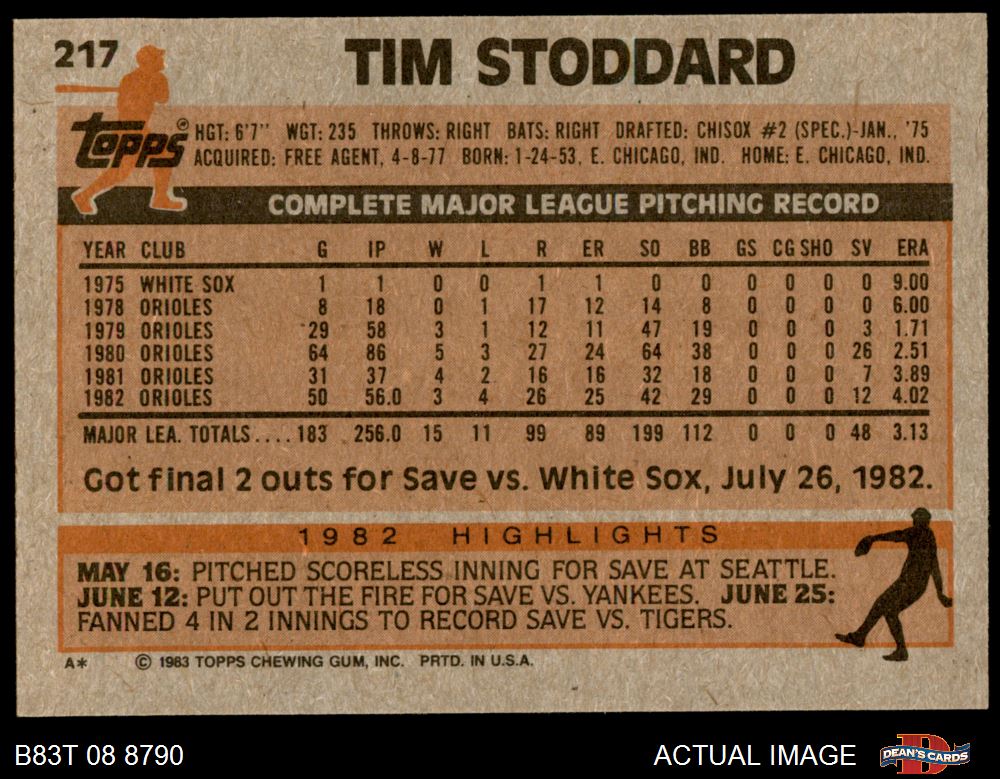 217
TIM STODDARD
topps®
HGT: 6'7" WGT: 235 THROWS: RIGHT BATS: RIGHT DRAFTED: CHISOX #2 (SPEC.)-JAN., '75
ACQUIRED: FREE AGENT, 4-8-77 BORN: 1-24-53, E. CHICAGO, IND. HOME: E. CHICAGO, IND.
COMPLETE MAJOR LEAGUE PITCHING RECORD
YEAR CLUB G IP W L R ER SO BB GS CG SHO SV ERA
1975 WHITE SOX 1 1 0 0 1 1 0 0 0 0 0 0 9.00
1978 ORIOLES 8 18 0 1 17 12 14 8 0 0 0 0 6.00
1979 ORIOLES 29 58 3 1 12 11 47 19 0 0 0 3 1.71
1980 ORIOLES 64 86 5 3 27 24 64 38 0 0 0 26 2.51
1981 ORIOLES 31 37 4 2 16 16 32 18 0 0 0 7 3.89
1982 ORIOLES 50 56.0 3 4 26 25 42 29 0 0 0 12 4.02
MAJOR LEA. TOTALS.... 183 256.0 15 11 99 89 199 112 0 0 0 48 3.13
Got final 2 outs for Save vs. White Sox, July 26, 1982.
1982 HIGHLIGHTS
MAY 16: PITCHED SCORELESS INNING FOR SAVE AT SEATTLE.
JUNE 12: PUT OUT THE FIRE FOR SAVE VS. YANKEES. JUNE 25:
FANNED 4 IN 2 INNINGS TO RECORD SAVE VS. TIGERS.
A* © 1983 TOPPS CHEWING GUM, INC. PRTD. IN U.S.A.
B83T 08 8790
ACTUAL IMAGE
D
DEAN'S CARDS